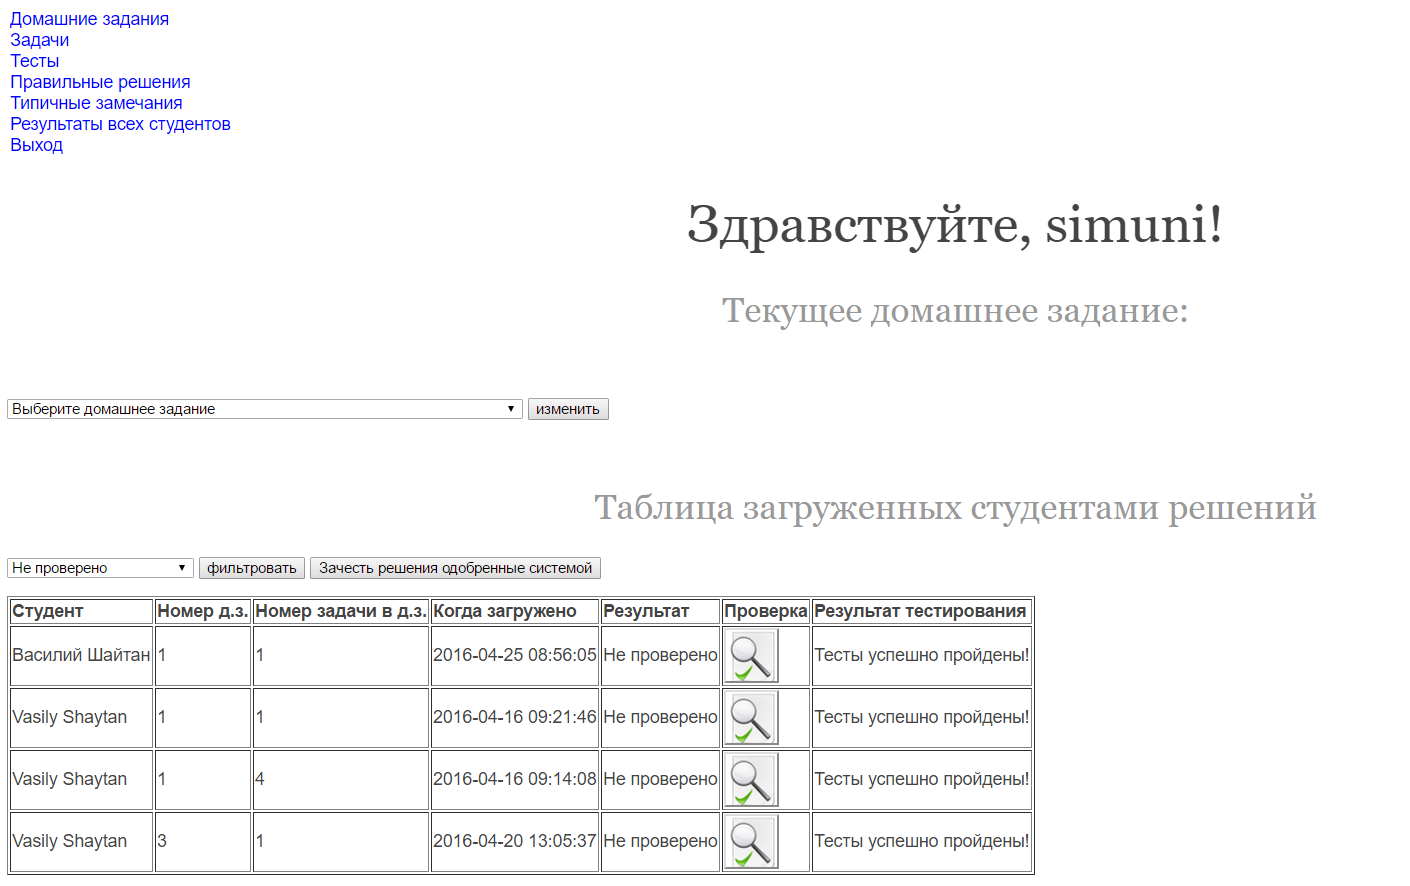 Домашние задания
Задачи
Тесты
Правильные решения
Типичные замечания
Результаты всех студентов
Выход
Здравствуйте, simuni!
Текущее домашнее задание:
Выберите домашнее задание изменить
Таблица загруженных студентами решений
Не проверено фильтровать Зачесть решения одобренные системой
Студент Номер д.з. Номер задачи в д.з. Когда загружено Результат Проверка Результат тестирования
Василий Шайтан 1 1 2016-04-25 08:56:05 Не проверено Тесты успешно пройдены!
Vasily Shaytan 1 1 2016-04-16 09:21:46 Не проверено Тесты успешно пройдены!
Vasily Shaytan 1 4 2016-04-16 09:14:08 Не проверено Тесты успешно пройдены!
Vasily Shaytan 3 1 2016-04-20 13:05:37 Не проверено Тесты успешно пройдены!